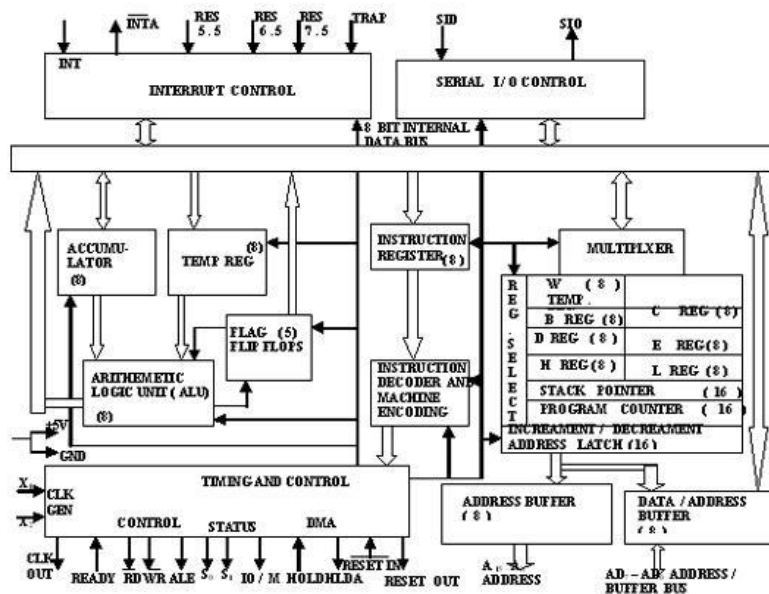 INTA
RES 5.5
RES 6.5
RES 7.5
TRAP
SID
SIO
INT
INTERRUPT CONTROL
SERIAL I/O CONTROL
8 BIT INTERNAL
DATA BUS
ACCUMU-
LATOR
(8)
(8)
TEMP REG
INSTRUCTION
REGISTER (8)
MULTIPLXER
REG. SELECT
W (8)
TEMP.
B REG (8)
C REG (8)
D REG (8)
E REG (8)
H REG (8)
L REG (8)
STACK POINTER (16)
PROGRAM COUNTER (16)
INCREAMENT / DECREAMENT
ADDRESS LATCH (16)
FLAG (5)
FLIP FLOPS
ARITHEMETIC
LOGIC UNIT (ALU)
(8)
INSTRUCTION
DECODER AND
MACHINE
ENCODING
+5V
GND
TIMING AND CONTROL
CLK
GEN
CONTROL
STATUS
DMA
ADDRESS BUFFER
(8)
DATA / ADDRESS
BUFFER
(8)
CLK
OUT
READY
RD
WR
ALE
S₀
S₁
IO / M
HOLD
HLDA
RESET IN
RESET OUT
ADDRESS
ADDRESS /
BUFFER BUS